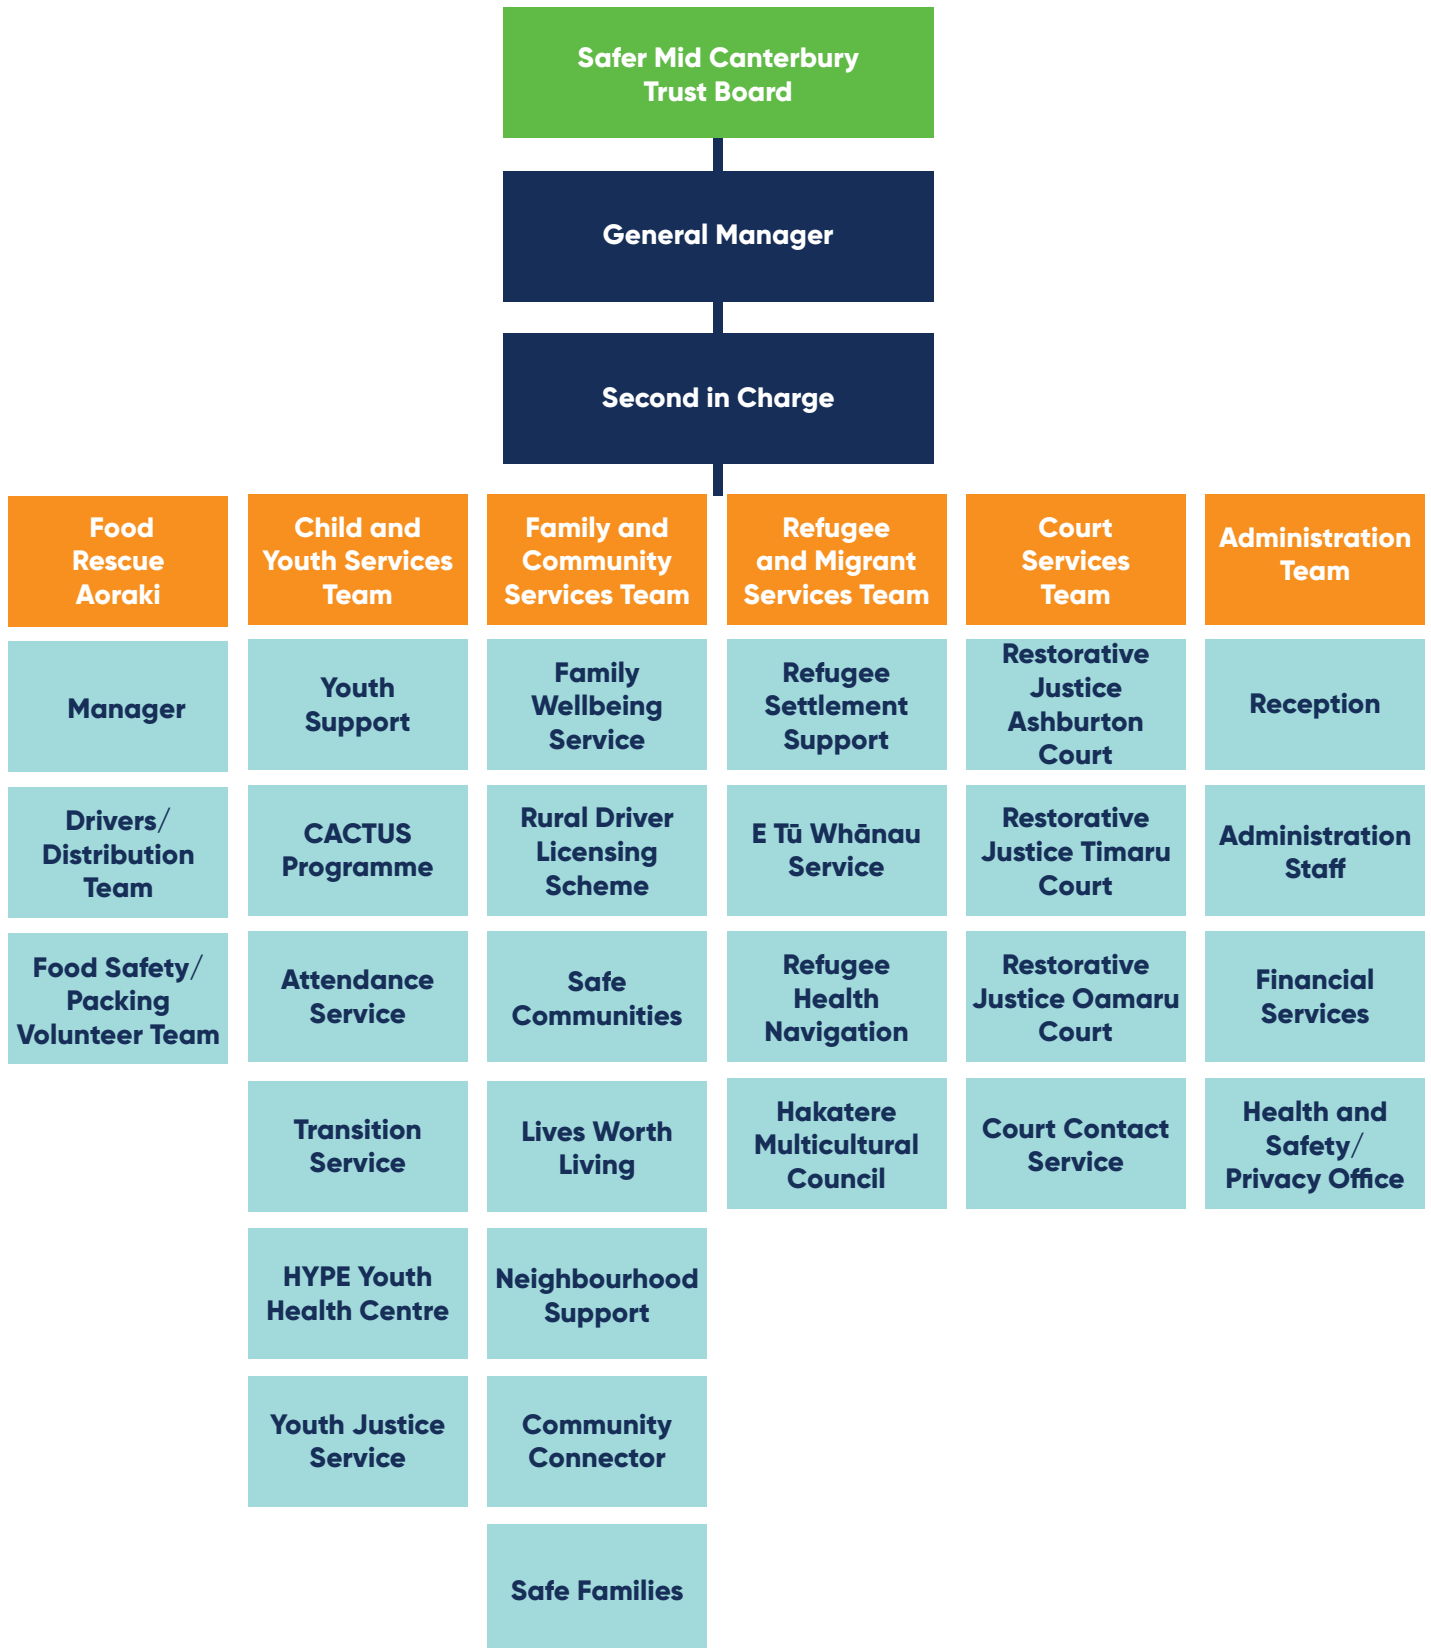 Safer Mid Canterbury
Trust Board
General Manager
Second in Charge
Food
Rescue
Aoraki
Manager
Drivers/
Distribution
Team
Food Safety/
Packing
Volunteer Team
Child and
Youth Services
Team
Youth
Support
CACTUS
Programme
Attendance
Service
Transition
Service
HYPE Youth
Health Centre
Youth Justice
Service
Family and
Community
Services Team
Family
Wellbeing
Service
Rural Driver
Licensing
Scheme
Safe
Communities
Lives Worth
Living
Neighbourhood
Support
Community
Connector
Safe Families
Refugee
and Migrant
Services Team
Refugee
Settlement
Support
E Tū Whānau
Service
Refugee
Health
Navigation
Hakatere
Multicultural
Council
Court
Services
Team
Restorative
Justice
Ashburton
Court
Restorative
Justice Timaru
Court
Restorative
Justice Oamaru
Court
Court Contact
Service
Administration
Team
Reception
Administration
Staff
Financial
Services
Health and
Safety/
Privacy Office